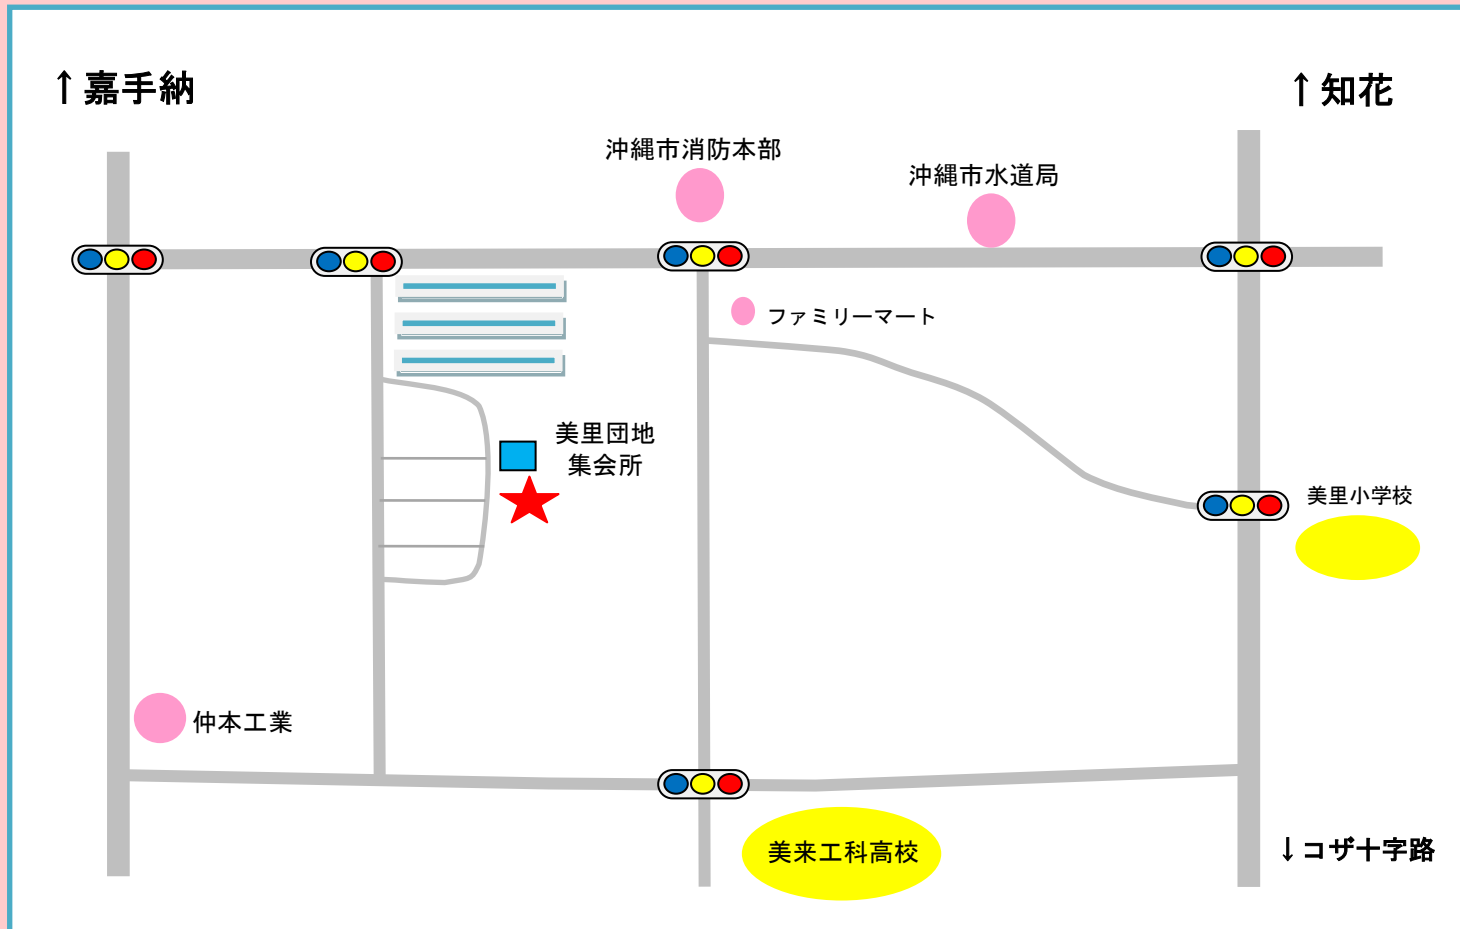 ↑ 嘉手納
↑ 知花
沖縄市消防本部
沖縄市水道局
ファミリーマート
美里団地
集会所
美里小学校
仲本工業
美来工科高校
↓コザ十字路